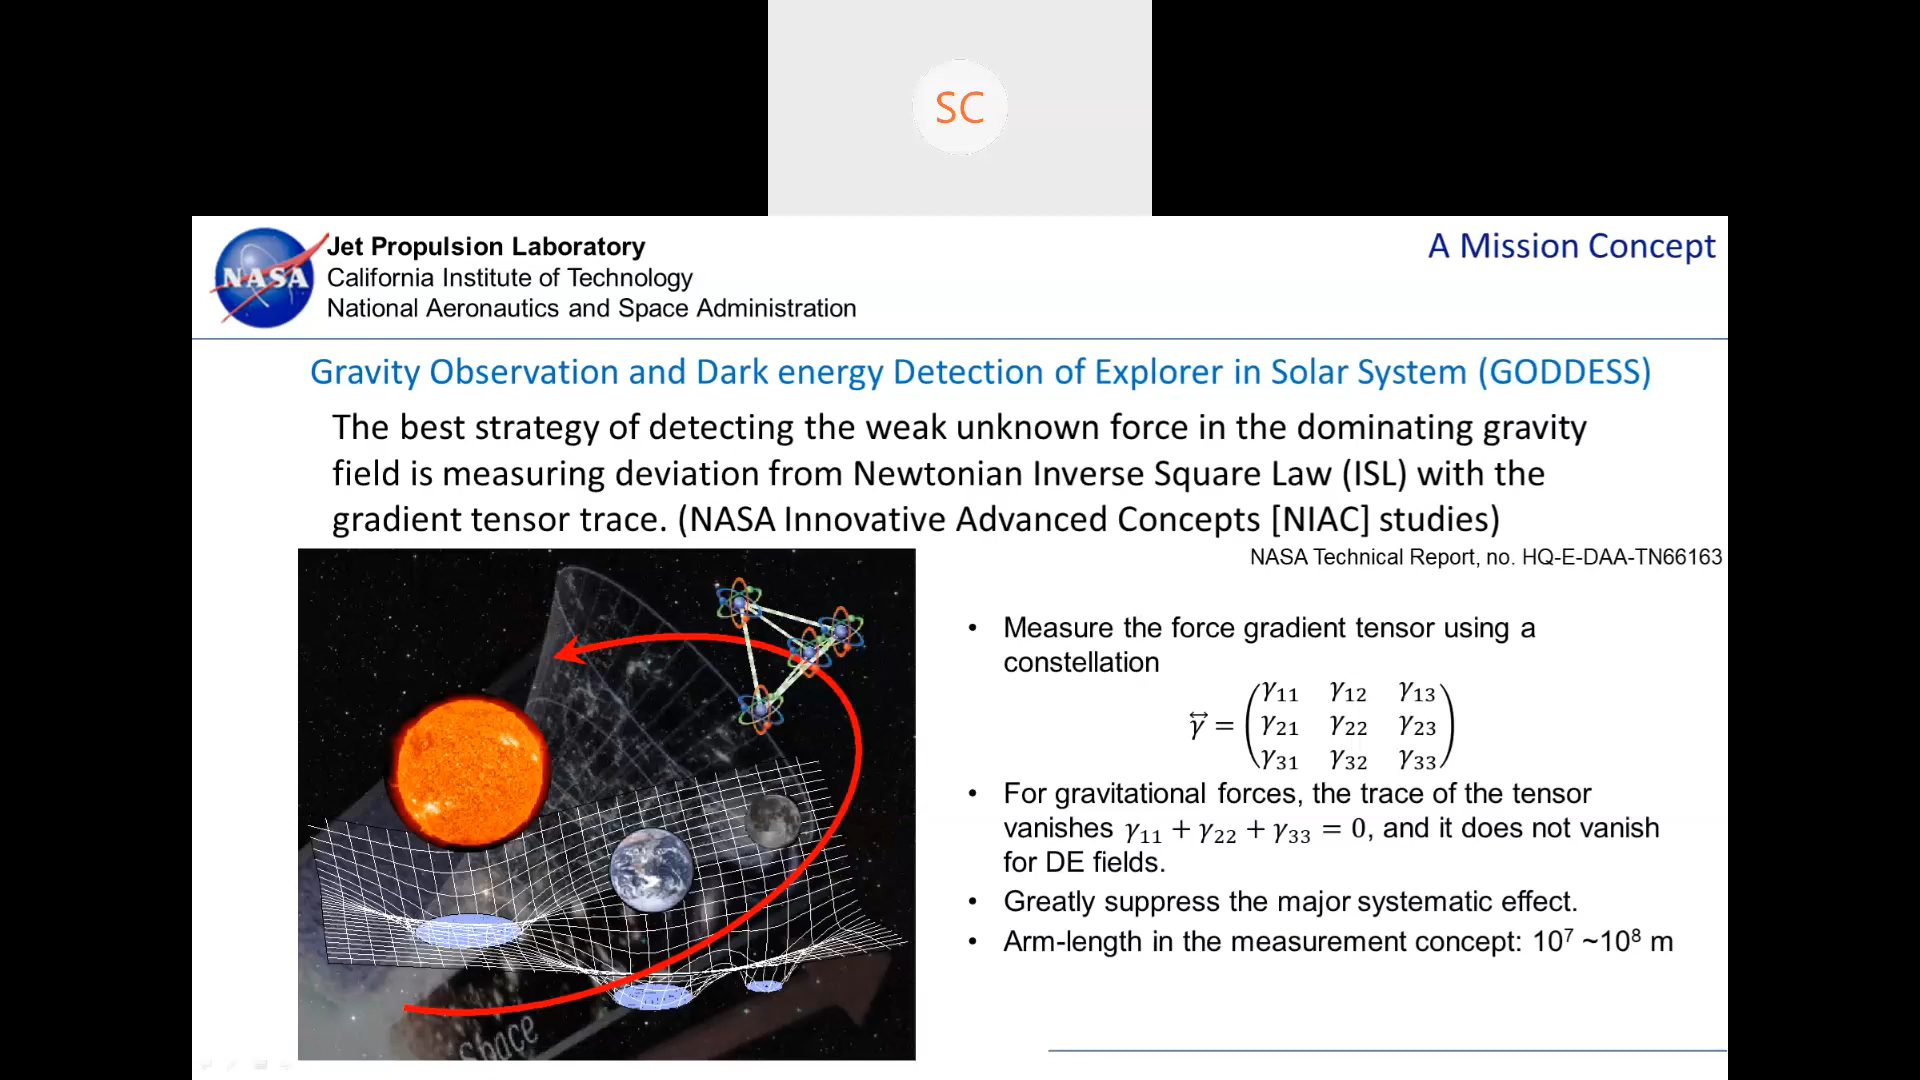 SC
NASA
Jet Propulsion Laboratory
California Institute of Technology
National Aeronautics and Space Administration
A Mission Concept
Gravity Observation and Dark energy Detection of Explorer in Solar System (GODDESS)
The best strategy of detecting the weak unknown force in the dominating gravity
field is measuring deviation from Newtonian Inverse Square Law (ISL) with the
gradient tensor trace. (NASA Innovative Advanced Concepts [NIAC] studies)
NASA Technical Report, no. HQ-E-DAA-TN66163
• Measure the force gradient tensor using a
constellation
γ₁₁ γ₁₂ γ₁₃
γ⃡ = γ₂₁ γ₂₂ γ₂₃
γ₃₁ γ₃₂ γ₃₃
• For gravitational forces, the trace of the tensor
vanishes γ₁₁ + γ₂₂ + γ₃₃ = 0, and it does not vanish
for DE fields.
• Greatly suppress the major systematic effect.
• Arm-length in the measurement concept: 10⁷ ~10⁸ m
Space